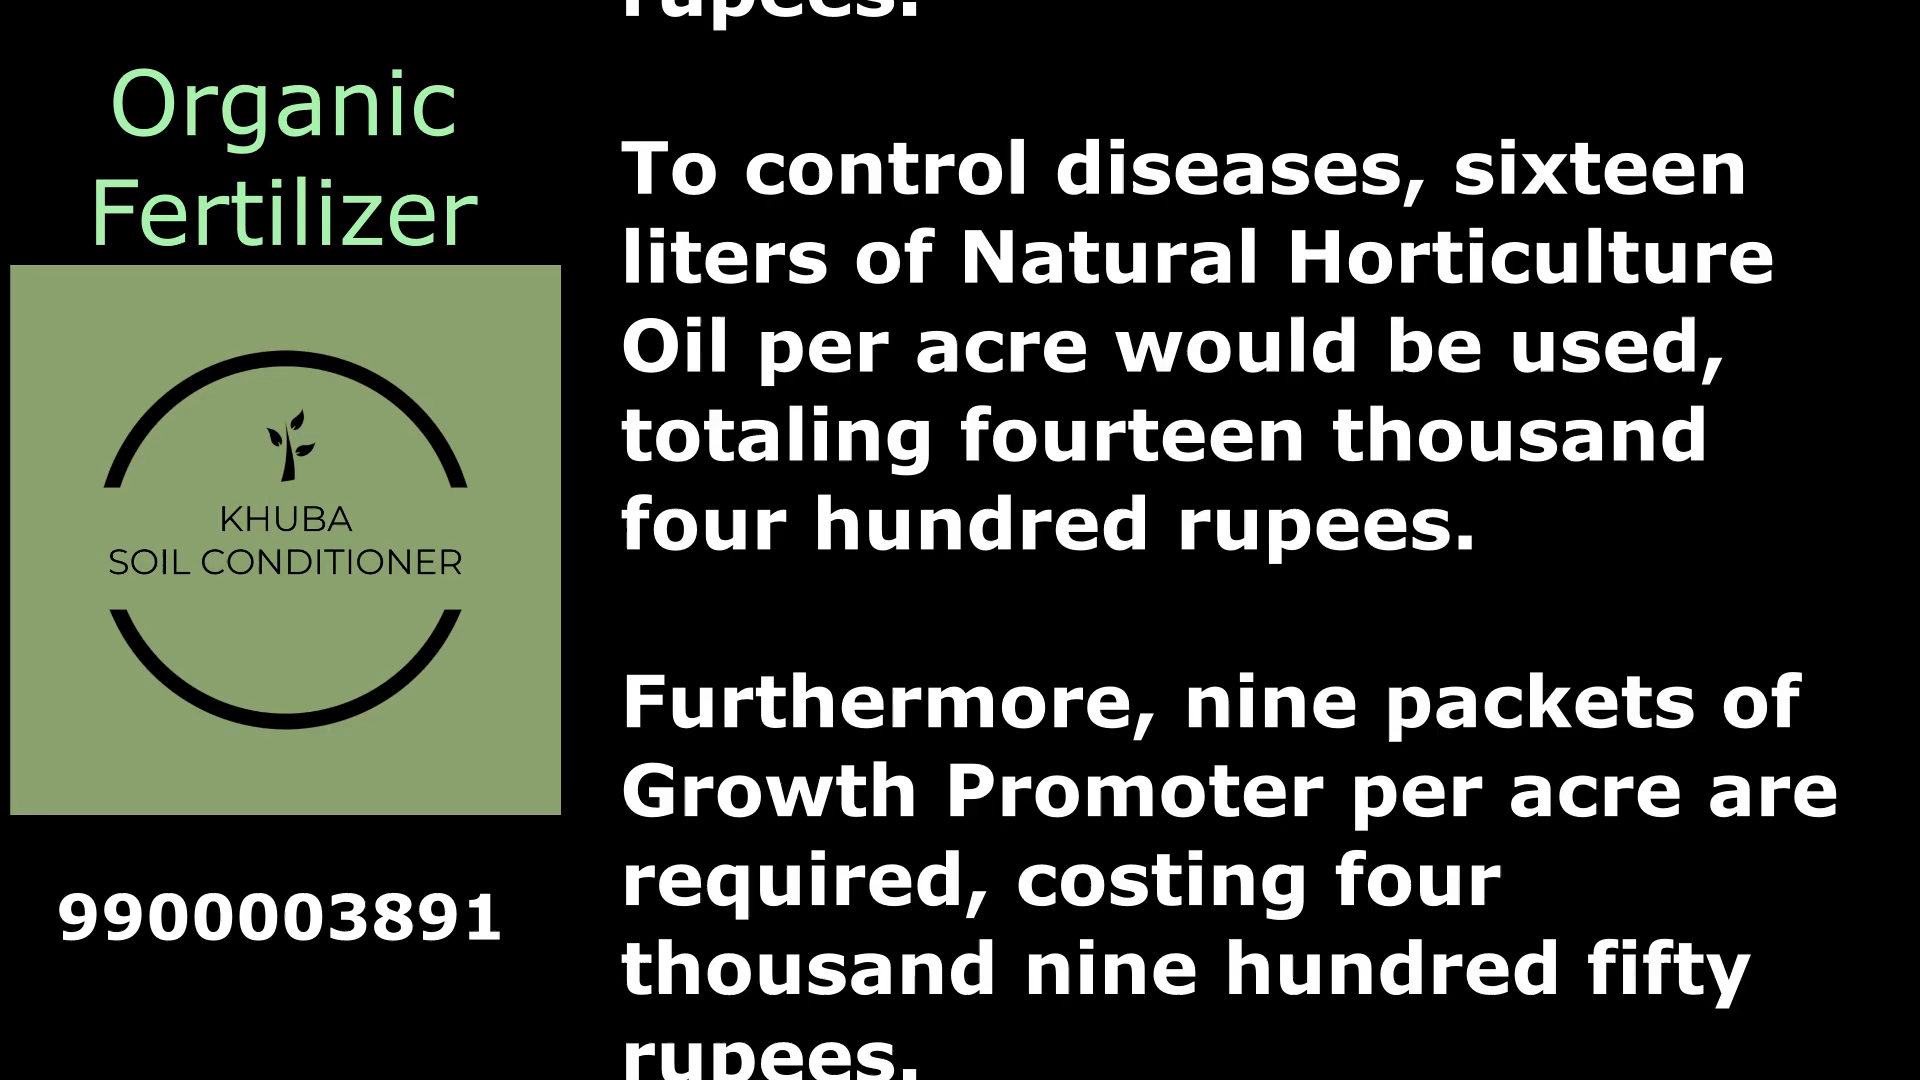 Organic
Fertilizer
KHUBA
SOIL CONDITIONER
9900003891
rupees.
To control diseases, sixteen
liters of Natural Horticulture
Oil per acre would be used,
totaling fourteen thousand
four hundred rupees.
Furthermore, nine packets of
Growth Promoter per acre are
required, costing four
thousand nine hundred fifty
rupees.